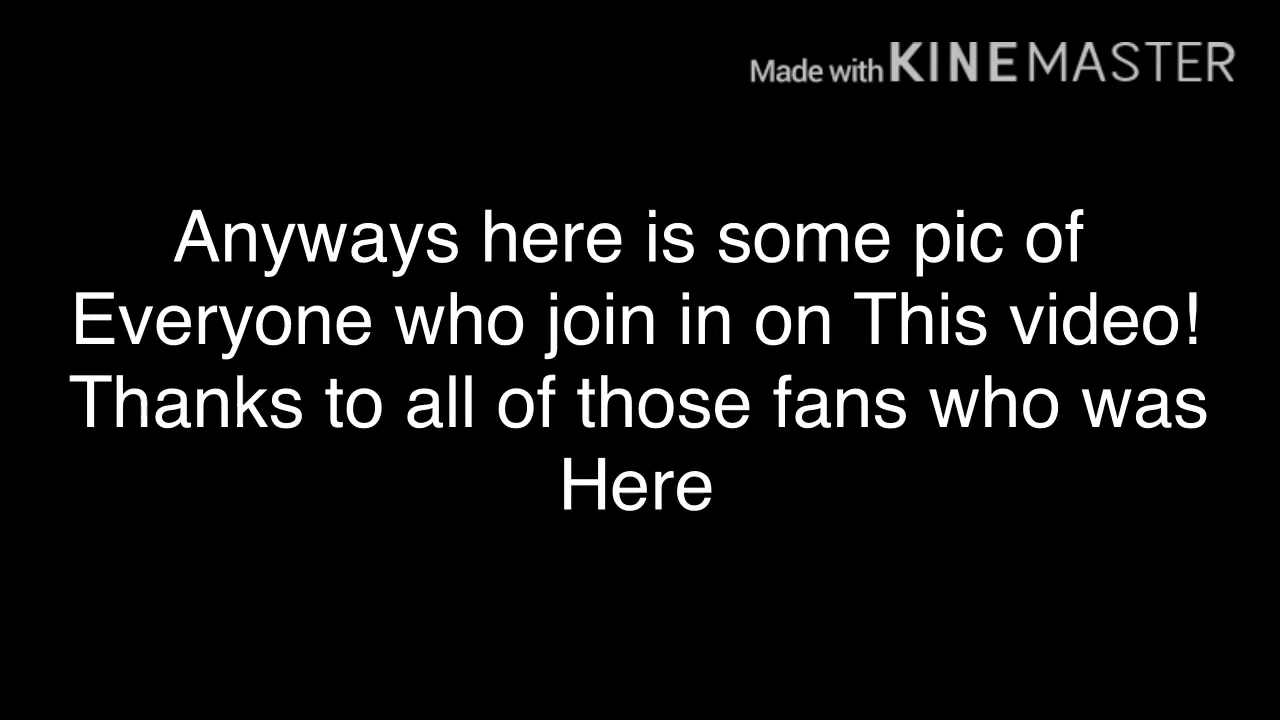 Made with KINEMASTER
Anyways here is some pic of
Everyone who join in on This video!
Thanks to all of those fans who was
Here